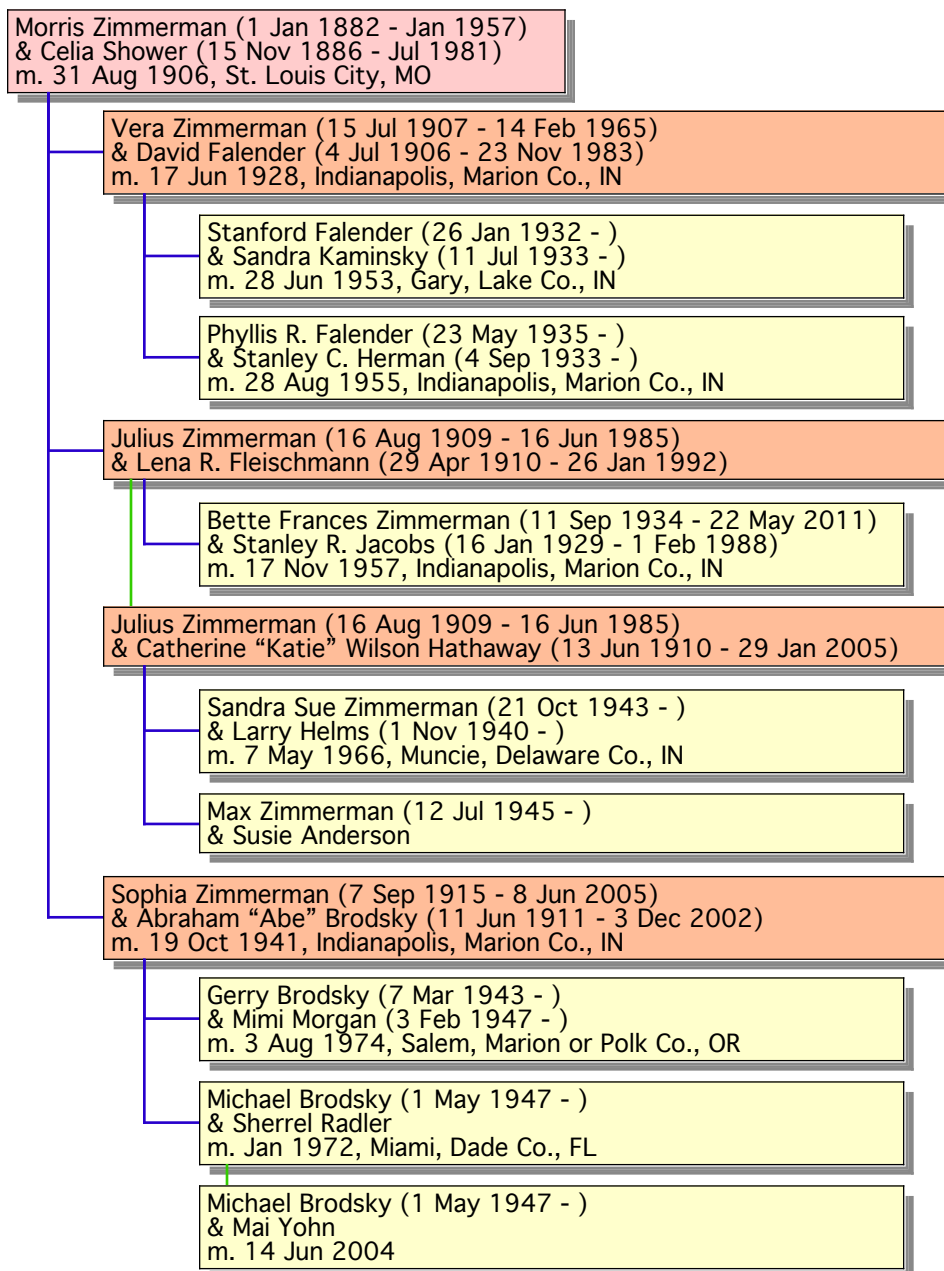 Morris Zimmerman (1 Jan 1882 - Jan 1957)
& Celia Shower (15 Nov 1886 - Jul 1981)
m. 31 Aug 1906, St. Louis City, MO
Vera Zimmerman (15 Jul 1907 - 14 Feb 1965)
& David Falender (4 Jul 1906 - 23 Nov 1983)
m. 17 Jun 1928, Indianapolis, Marion Co., IN
Stanford Falender (26 Jan 1932 - )
& Sandra Kaminsky (11 Jul 1933 - )
m. 28 Jun 1953, Gary, Lake Co., IN
Phyllis R. Falender (23 May 1935 - )
& Stanley C. Herman (4 Sep 1933 - )
m. 28 Aug 1955, Indianapolis, Marion Co., IN
Julius Zimmerman (16 Aug 1909 - 16 Jun 1985)
& Lena R. Fleischmann (29 Apr 1910 - 26 Jan 1992)
Bette Frances Zimmerman (11 Sep 1934 - 22 May 2011)
& Stanley R. Jacobs (16 Jan 1929 - 1 Feb 1988)
m. 17 Nov 1957, Indianapolis, Marion Co., IN
Julius Zimmerman (16 Aug 1909 - 16 Jun 1985)
& Catherine “Katie” Wilson Hathaway (13 Jun 1910 - 29 Jan 2005)
Sandra Sue Zimmerman (21 Oct 1943 - )
& Larry Helms (1 Nov 1940 - )
m. 7 May 1966, Muncie, Delaware Co., IN
Max Zimmerman (12 Jul 1945 - )
& Susie Anderson
Sophia Zimmerman (7 Sep 1915 - 8 Jun 2005)
& Abraham “Abe” Brodsky (11 Jun 1911 - 3 Dec 2002)
m. 19 Oct 1941, Indianapolis, Marion Co., IN
Gerry Brodsky (7 Mar 1943 - )
& Mimi Morgan (3 Feb 1947 - )
m. 3 Aug 1974, Salem, Marion or Polk Co., OR
Michael Brodsky (1 May 1947 - )
& Sherrel Radler
m. Jan 1972, Miami, Dade Co., FL
Michael Brodsky (1 May 1947 - )
& Mai Yohn
m. 14 Jun 2004